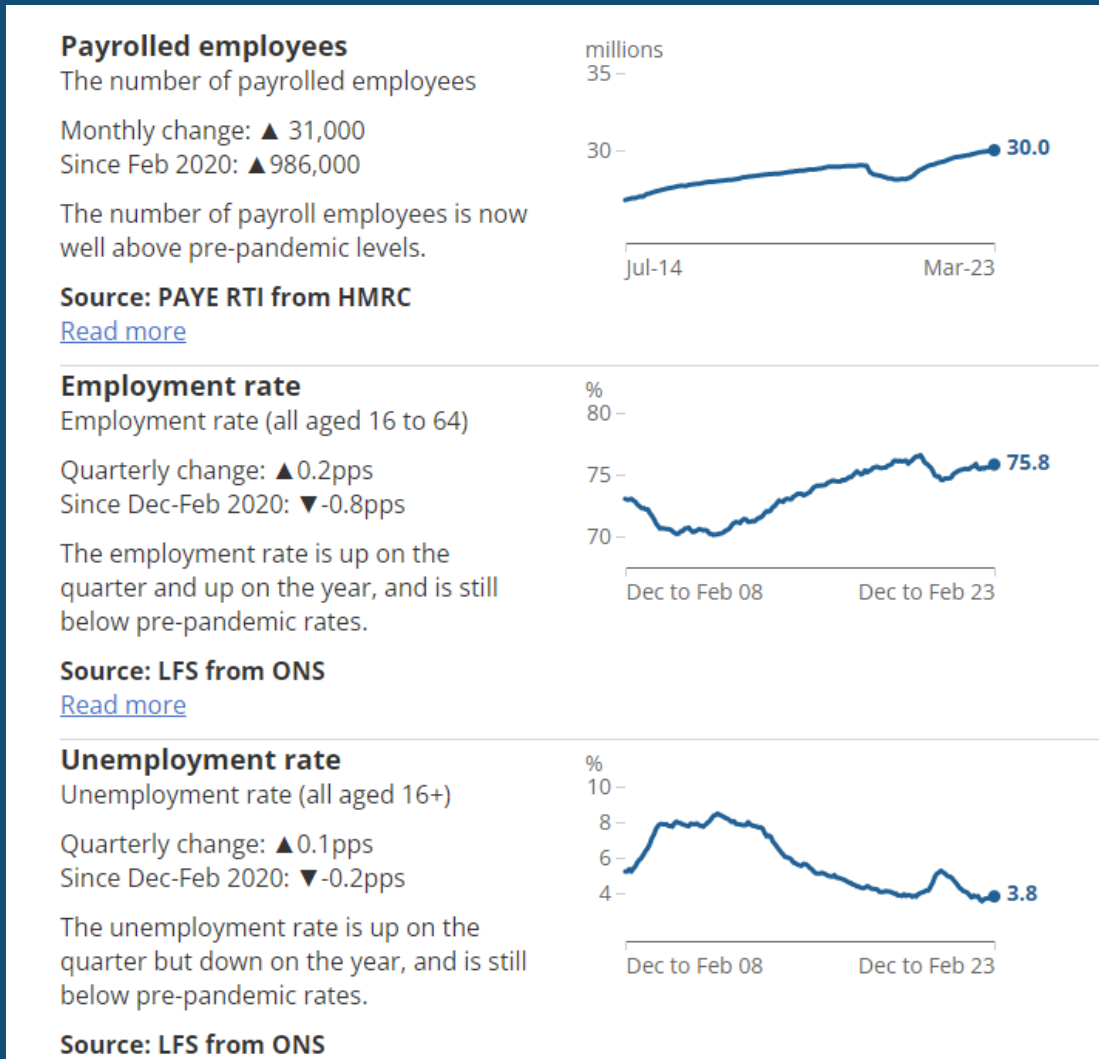 Payrolled employees
The number of payrolled employees
Monthly change: ▲ 31,000
Since Feb 2020: ▲986,000
The number of payroll employees is now
well above pre-pandemic levels.
Source: PAYE RTI from HMRC
Read more
millions
35
30
30.0
Jul-14
Mar-23
Employment rate
Employment rate (all aged 16 to 64)
Quarterly change: ▲0.2pps
Since Dec-Feb 2020: ▼-0.8pps
The employment rate is up on the
quarter and up on the year, and is still
below pre-pandemic rates.
Source: LFS from ONS
Read more
%
80
75
70
75.8
Dec to Feb 08
Dec to Feb 23
Unemployment rate
Unemployment rate (all aged 16+)
Quarterly change: ▲0.1pps
Since Dec-Feb 2020: ▼-0.2pps
The unemployment rate is up on the
quarter but down on the year, and is still
below pre-pandemic rates.
Source: LFS from ONS
%
10
8
6
4
3.8
Dec to Feb 08
Dec to Feb 23